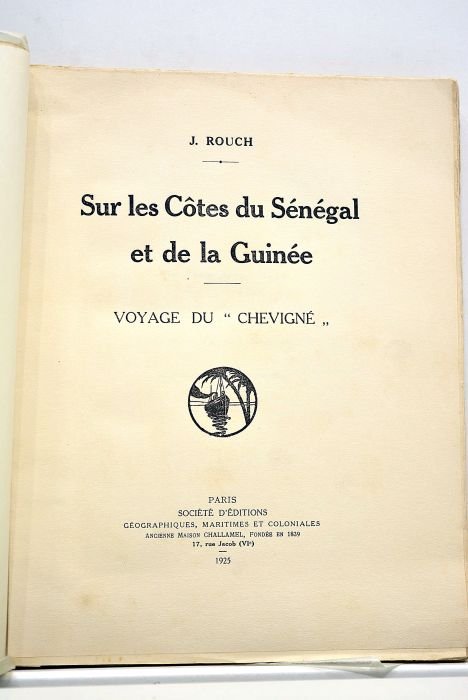 J. ROUCH
Sur les Côtes du Sénégal
et de la Guinée
VOYAGE DU “ CHEVIGNÉ „
PARIS
SOCIÉTÉ D'ÉDITIONS
GÉOGRAPHIQUES, MARITIMES ET COLONIALES
ANCIENNE MAISON CHALLAMEL, FONDÉE EN 1839
17, rue Jacob (VIe)
1925